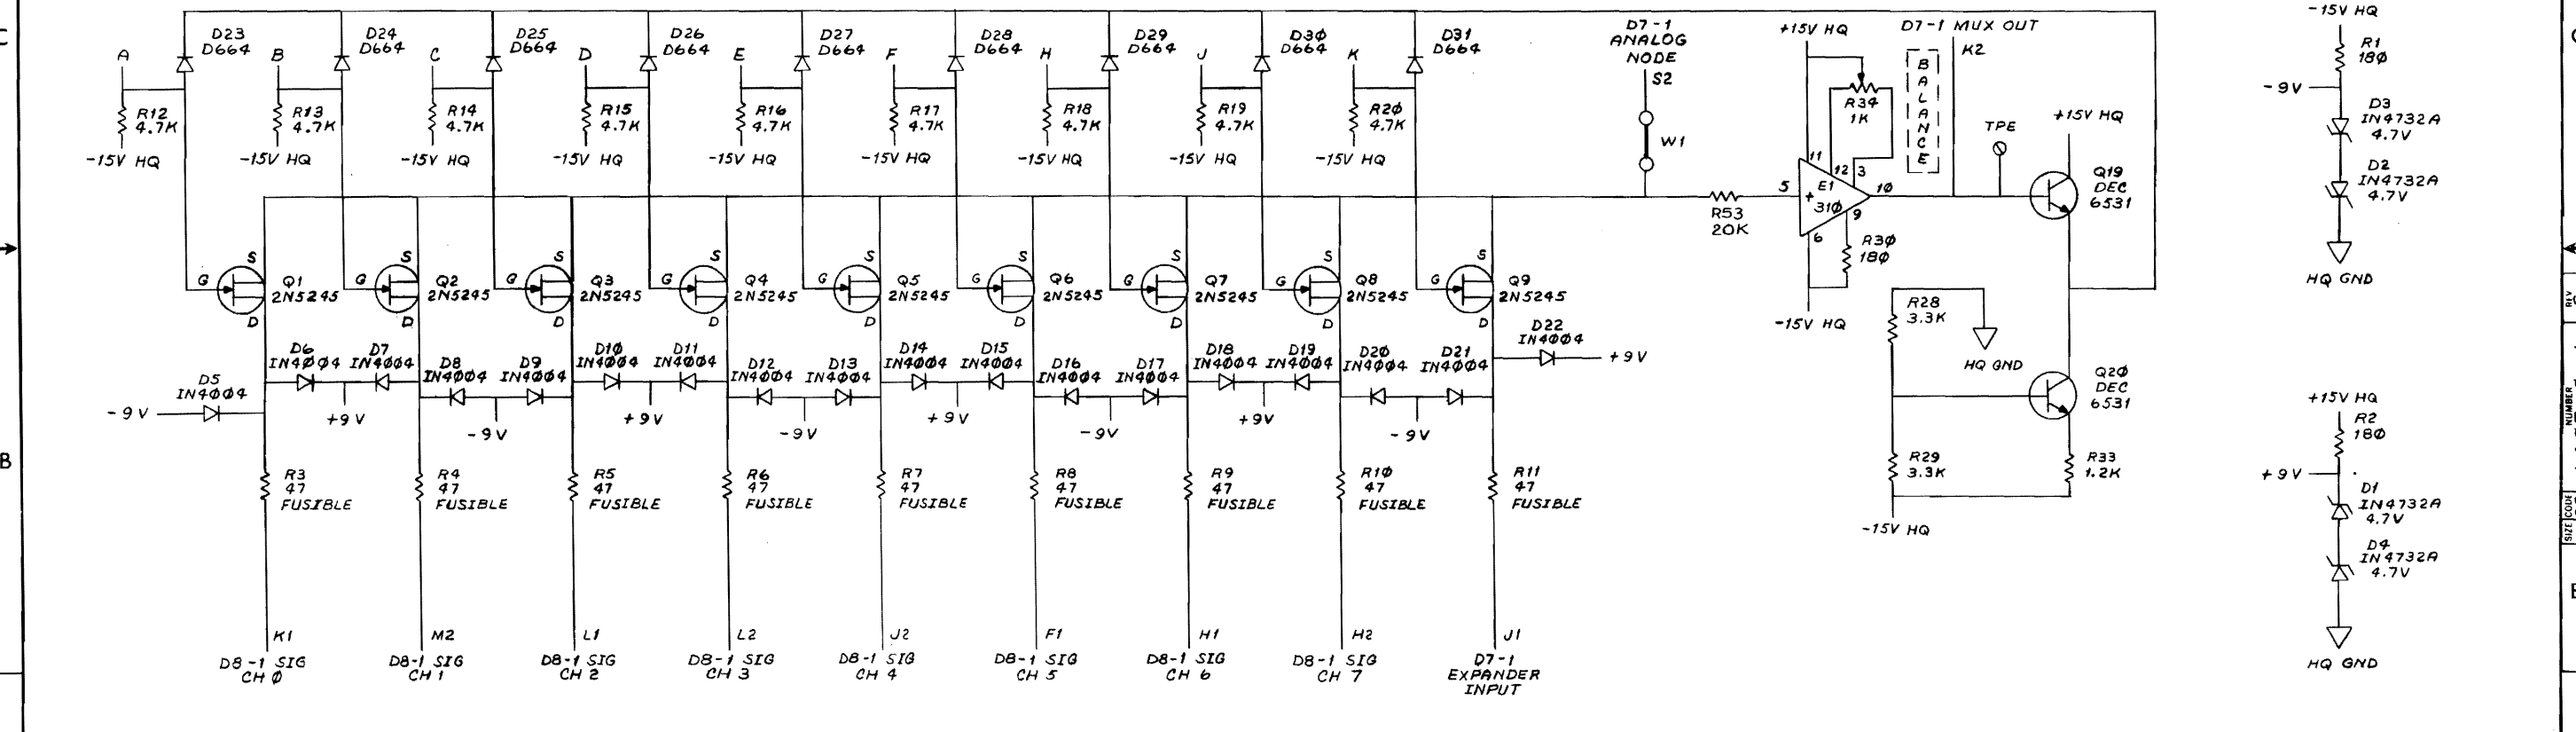 C
A
D23
D664
R12
4.7K
-15V HQ
B
D24
D664
R13
4.7K
-15V HQ
C
D25
D664
R14
4.7K
-15V HQ
D
D26
D664
R15
4.7K
-15V HQ
E
D27
D664
R16
4.7K
-15V HQ
F
D28
D664
R17
4.7K
-15V HQ
H
D29
D664
R18
4.7K
-15V HQ
J
D3Ø
D664
R19
4.7K
-15V HQ
K
D31
D664
R2Ø
4.7K
-15V HQ
D7-1
ANALOG
NODE
S2
W1
R53
20K
+15V HQ
R34
1K
BALANCE
D7-1 MUX OUT
K2
TPE
11
12
3
5
+
E1
31Ø
1Ø
9
6
R3Ø
18Ø
-15V HQ
+15V HQ
Q19
DEC
6531
R28
3.3K
HQ GND
Q2Ø
DEC
6531
R29
3.3K
R33
1.2K
-15V HQ
-15V HQ
R1
18Ø
-9V
D3
IN4732A
4.7V
D2
IN4732A
4.7V
HQ GND
+15V HQ
R2
18Ø
+9V
D1
IN4732A
4.7V
D4
IN4732A
4.7V
HQ GND
S
G
Q1
2N5245
D
S
G
Q2
2N5245
D
S
G
Q3
2N5245
D
S
G
Q4
2N5245
D
S
G
Q5
2N5245
D
S
G
Q6
2N5245
D
S
G
Q7
2N5245
D
S
G
Q8
2N5245
D
S
G
Q9
2N5245
D
D5
IN4ØØ4
-9V
D6
IN4ØØ4
D7
IN4ØØ4
+9V
D8
IN4ØØ4
D9
IN4ØØ4
-9V
D1Ø
IN4ØØ4
D11
IN4ØØ4
+9V
D12
IN4ØØ4
D13
IN4ØØ4
-9V
D14
IN4ØØ4
D15
IN4ØØ4
+9V
D16
IN4ØØ4
D17
IN4ØØ4
-9V
D18
IN4ØØ4
D19
IN4ØØ4
+9V
D2Ø
IN4ØØ4
D21
IN4ØØ4
-9V
D22
IN4ØØ4
+9V
B
R3
47
FUSIBLE
R4
47
FUSIBLE
R5
47
FUSIBLE
R6
47
FUSIBLE
R7
47
FUSIBLE
R8
47
FUSIBLE
R9
47
FUSIBLE
R1Ø
47
FUSIBLE
R11
47
FUSIBLE
K1
D8-1 SIG
CH Ø
M2
D8-1 SIG
CH 1
L1
D8-1 SIG
CH 2
L2
D8-1 SIG
CH 3
J2
D8-1 SIG
CH 4
F1
D8-1 SIG
CH 5
H1
D8-1 SIG
CH 6
H2
D8-1 SIG
CH 7
J1
D7-1
EXPANDER
INPUT
REV
NUMBER
SIZE CODE